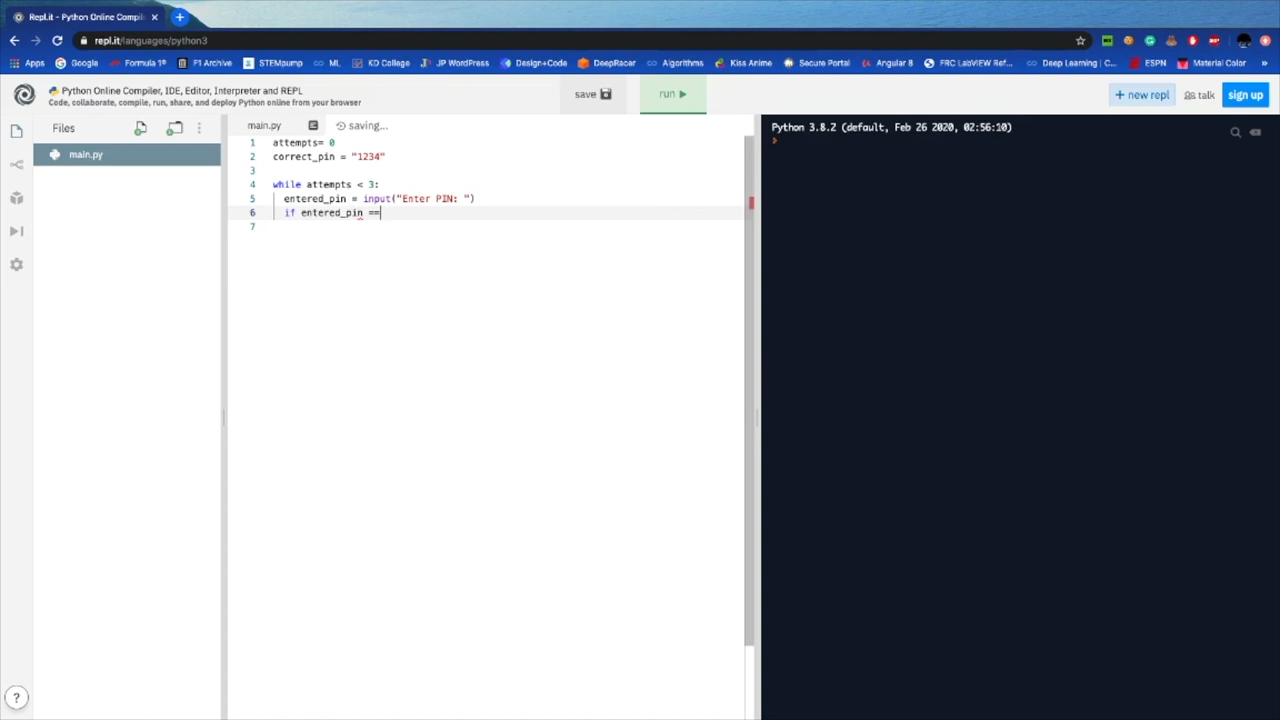 Repl.it - Python Online Compil
repl.it/languages/python3
Apps Google Formula 1® F1 Archive STEMpump ML KD College JP WordPress Design+Code DeepRacer Algorithms Kiss Anime Secure Portal Angular 8 FRC LabVIEW Ref... Deep Learning | C... ESPN Material Color »
Python Online Compiler, IDE, Editor, Interpreter and REPL
Code, collaborate, compile, run, share, and deploy Python online from your browser
save run + new repl talk sign up
Files
main.py saving...
main.py
1 attempts= 0
2 correct_pin = "1234"
3
4 while attempts < 3:
5 entered_pin = input("Enter PIN: ")
6 if entered_pin ==
7
Python 3.8.2 (default, Feb 26 2020, 02:56:10)
?